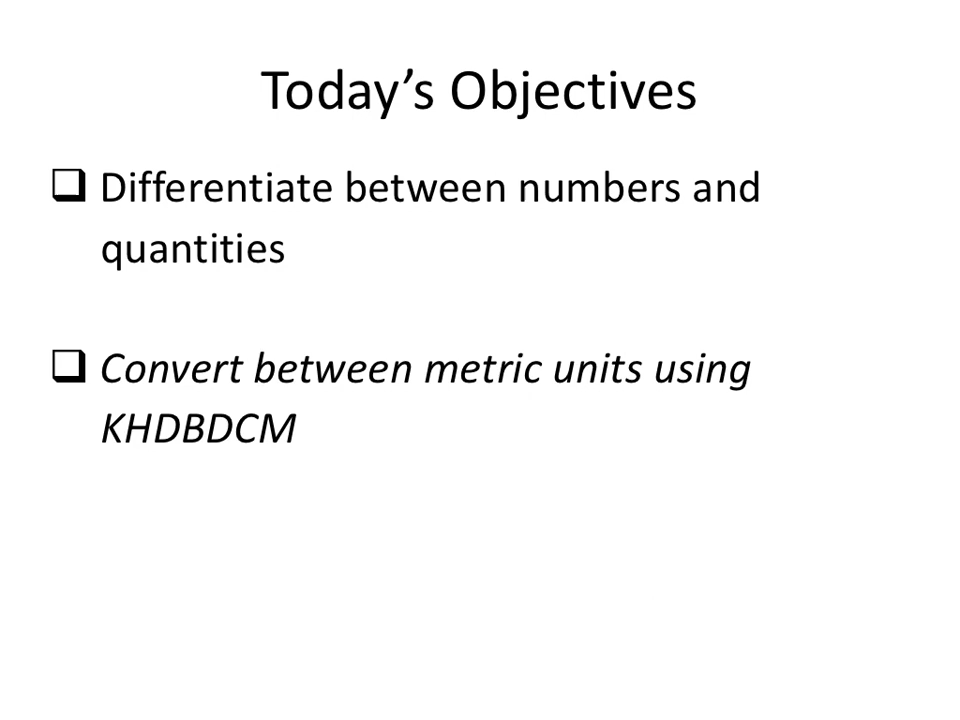 Today’s Objectives
❑ Differentiate between numbers and
quantities
❑ Convert between metric units using
KHDBDCM